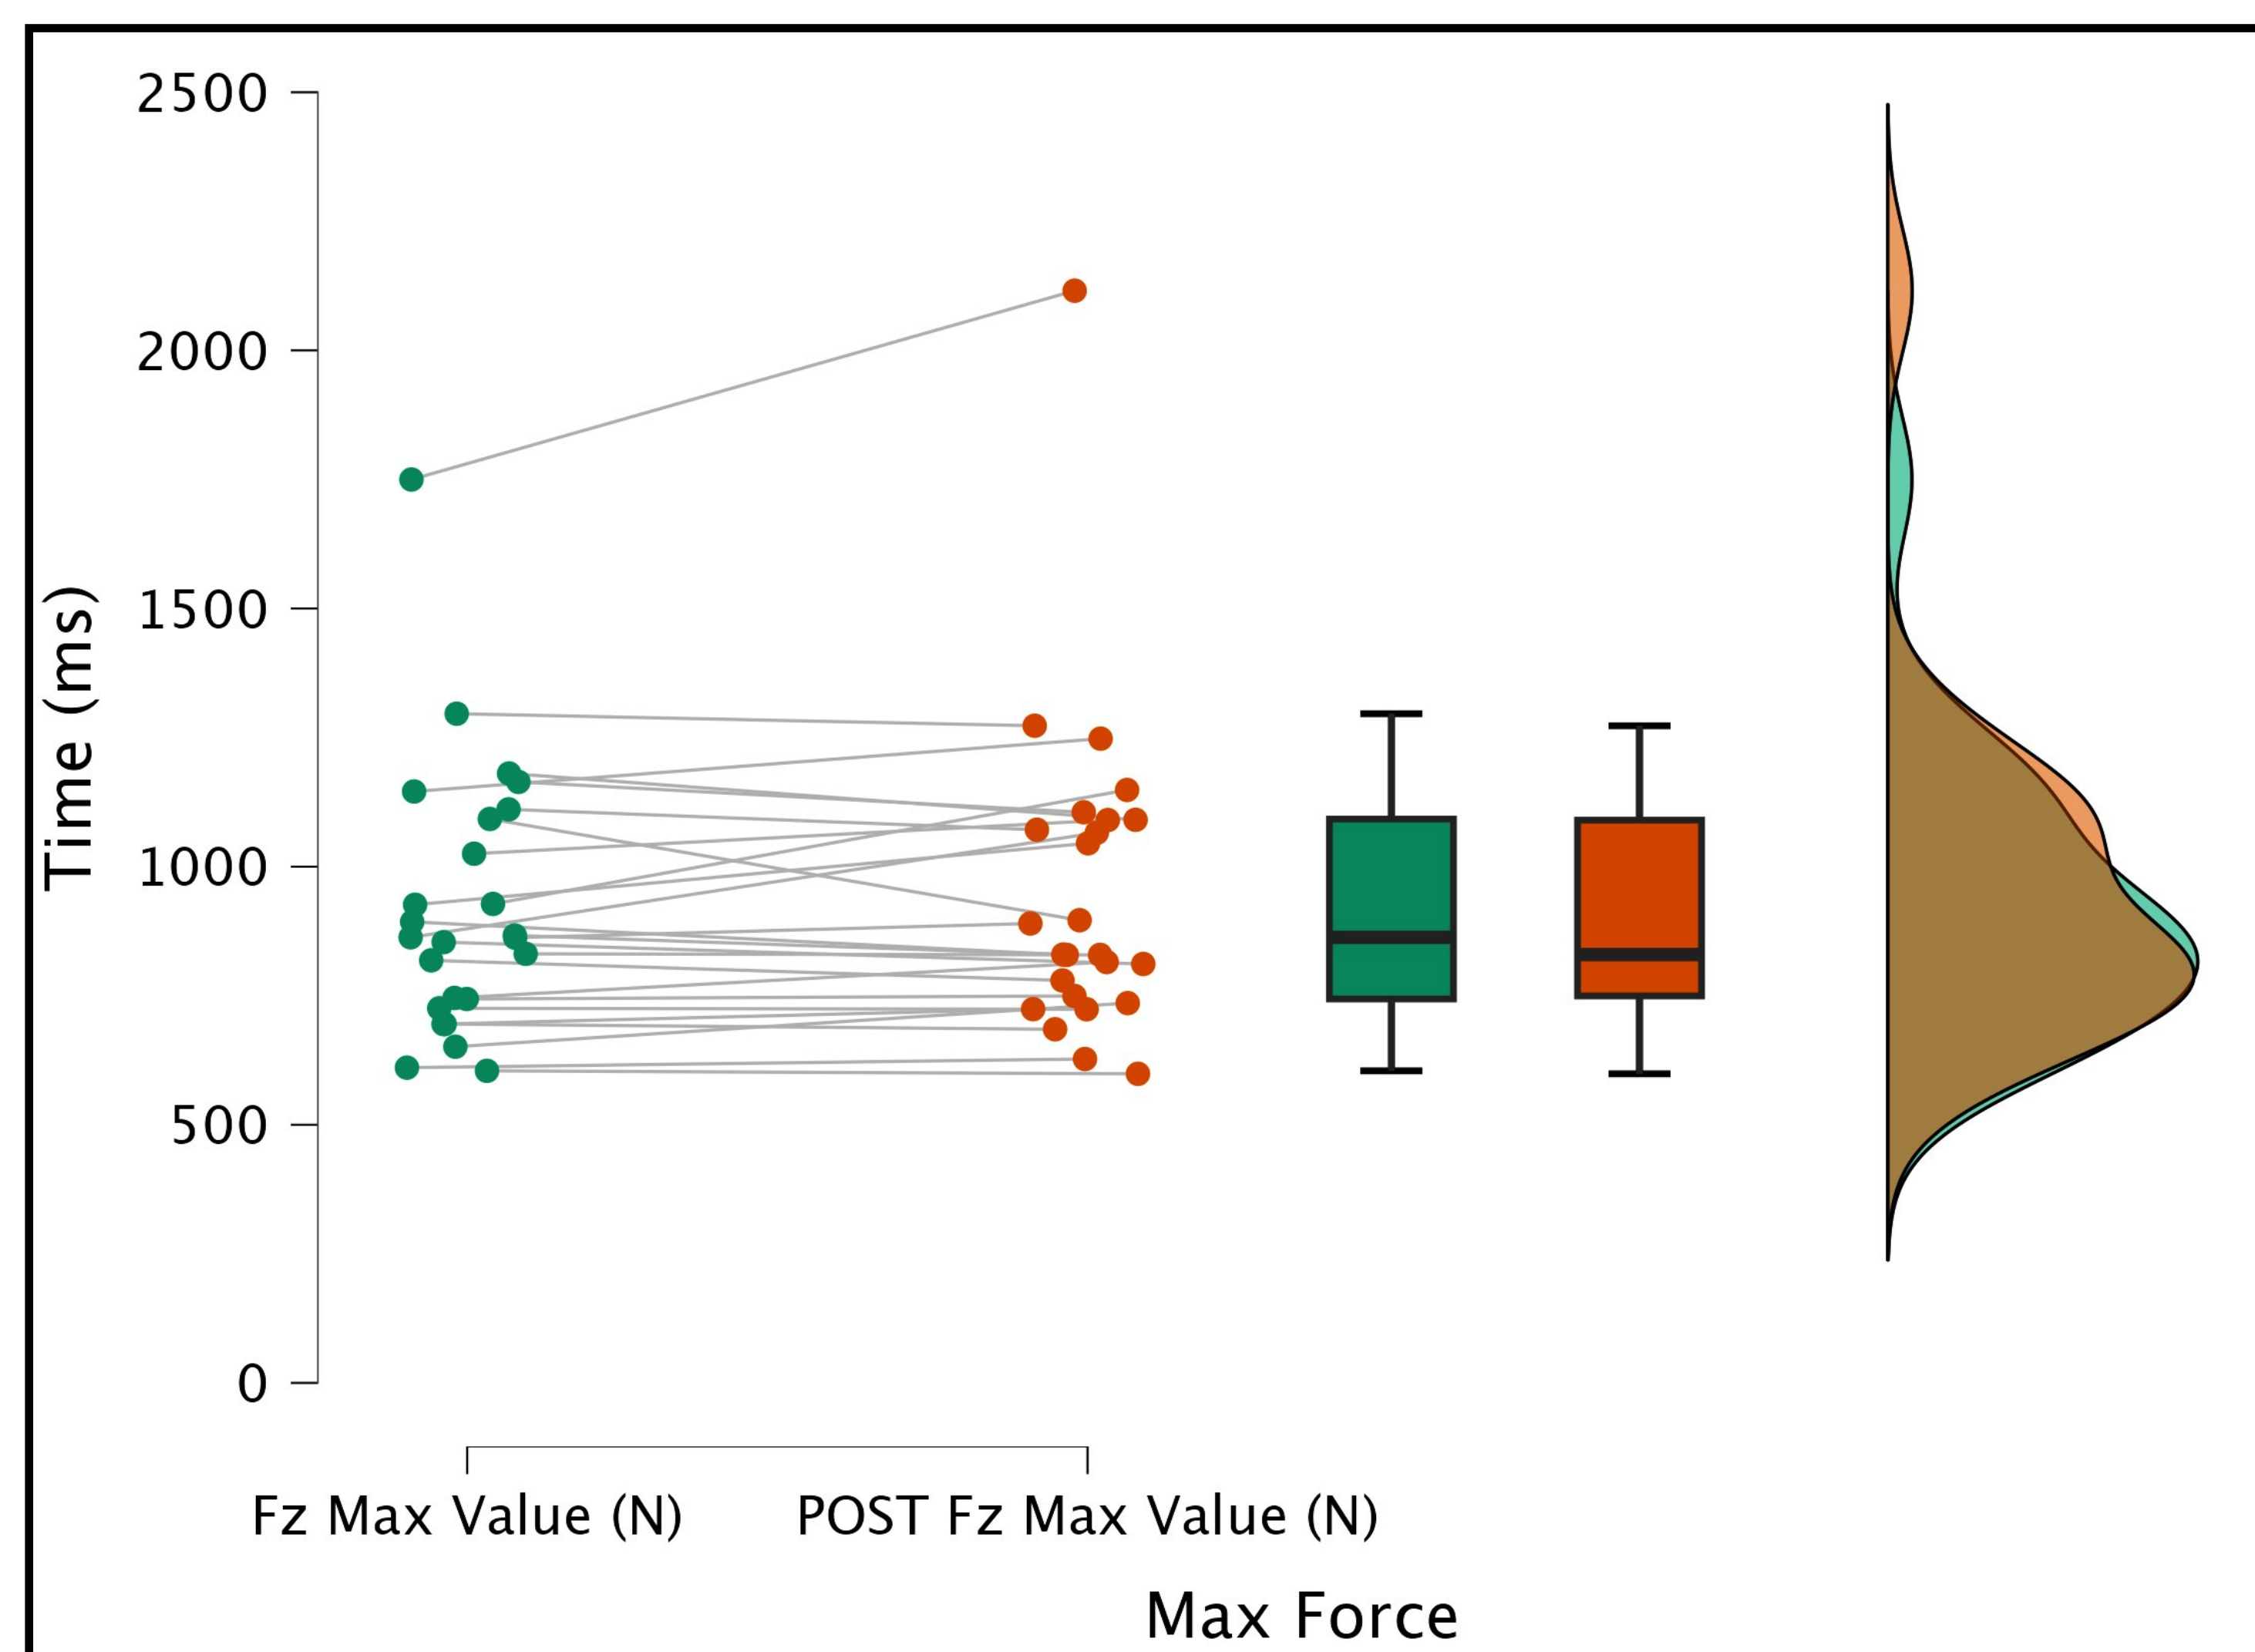 2500
2000
1500
1000
500
0
Time (ms)
Fz Max Value (N)
POST Fz Max Value (N)
Max Force